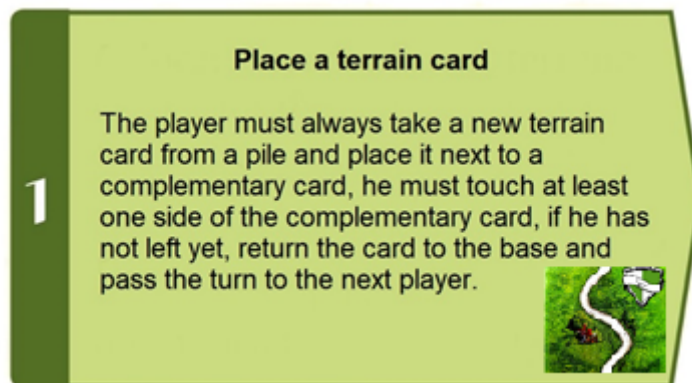 Place a terrain card
1
The player must always take a new terrain
card from a pile and place it next to a
complementary card, he must touch at least
one side of the complementary card, if he has
not left yet, return the card to the base and
pass the turn to the next player.